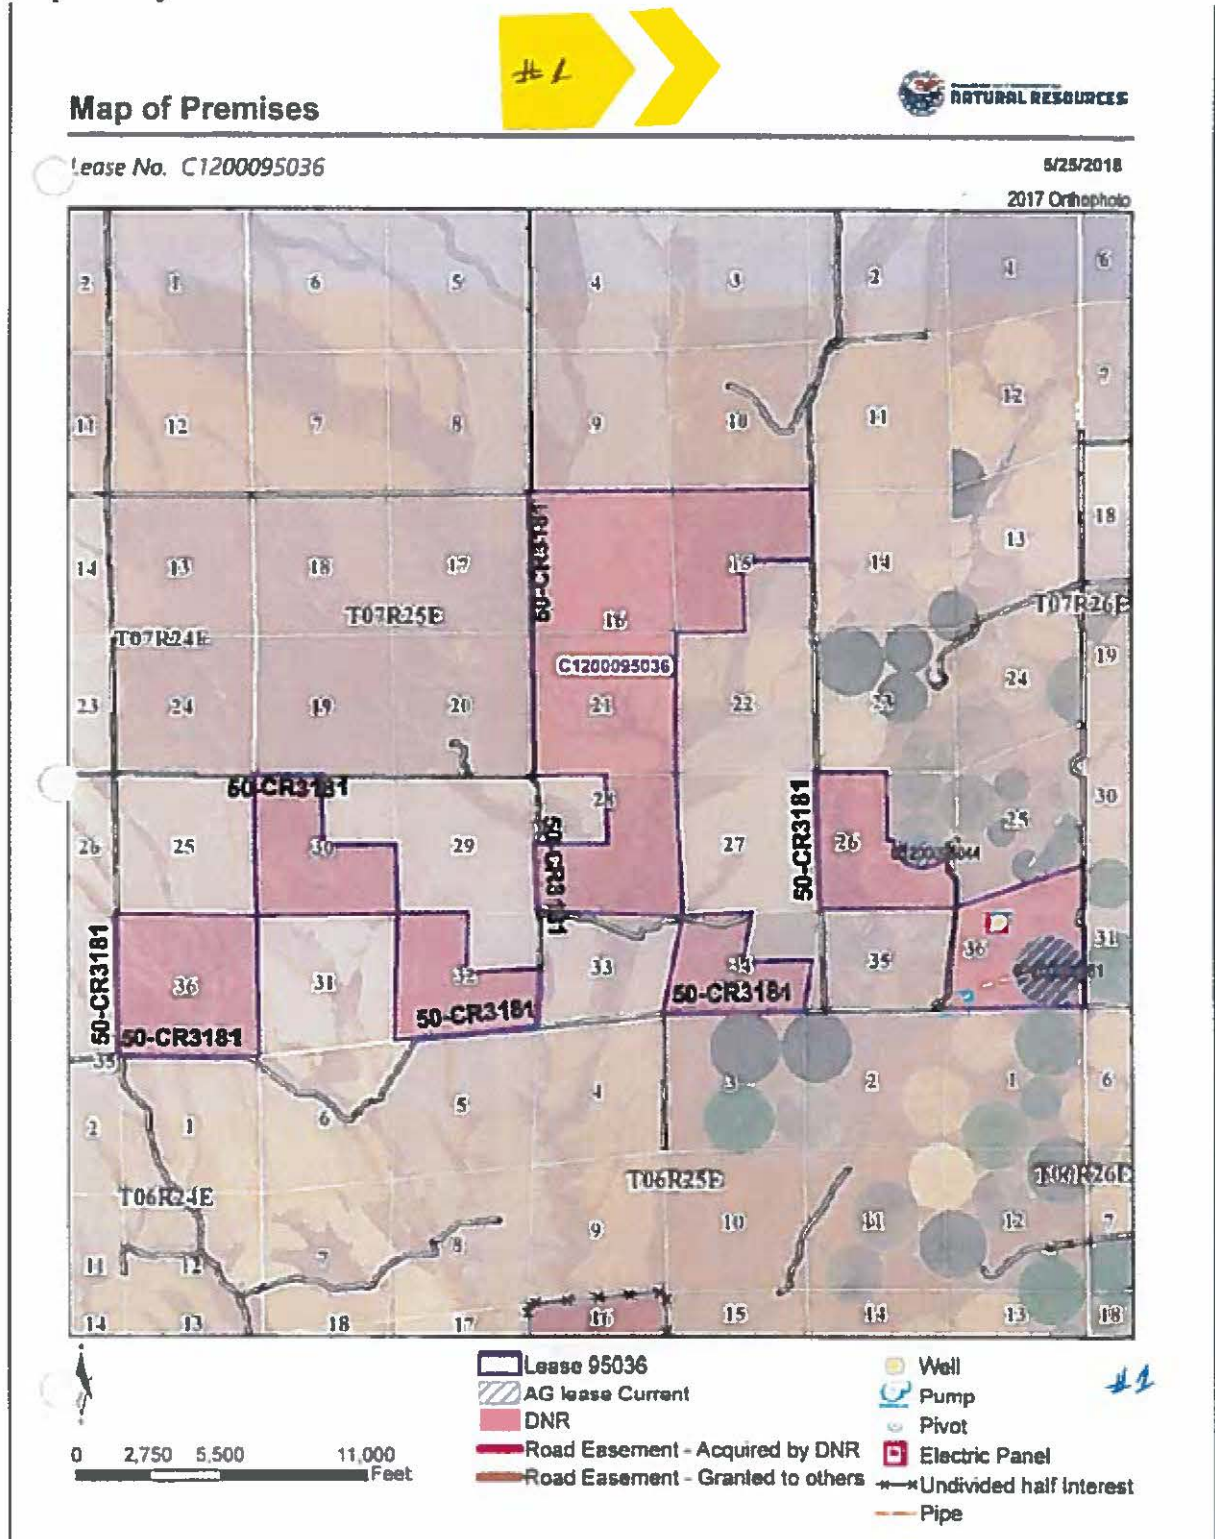 #1
Map of Premises
NATURAL RESOURCES
Lease No. C1200095036
5/25/2018
2017 Orthophoto
2 1 6 5 4 3 2 1 6
11 12 7 8 9 10 11 12 7
50-CR3181
14 13 18 17 16 15 14 13 18
T07R24E T07R25E T07R26E
C1200095036
23 24 19 20 21 22 23 24 19
50-CR3181 50-CR3181
26 25 30 29 28 27 26 25 30
50-CR3181
50-CR3181
36 31 32 33 34 35 36 31
50-CR3181 50-CR3181 50-CR3181
35
2 1 6 5 4 3 2 1 6
T06R24E T06R25E T06R26E
11 12 7 8 9 10 11 12 7
14 13 18 17 16 15 14 13 18
Lease 95036
AG lease Current
DNR
Road Easement - Acquired by DNR
Road Easement - Granted to others
Well
Pump
Pivot
Electric Panel
Undivided half Interest
Pipe
#1
0 2,750 5,500 11,000
Feet